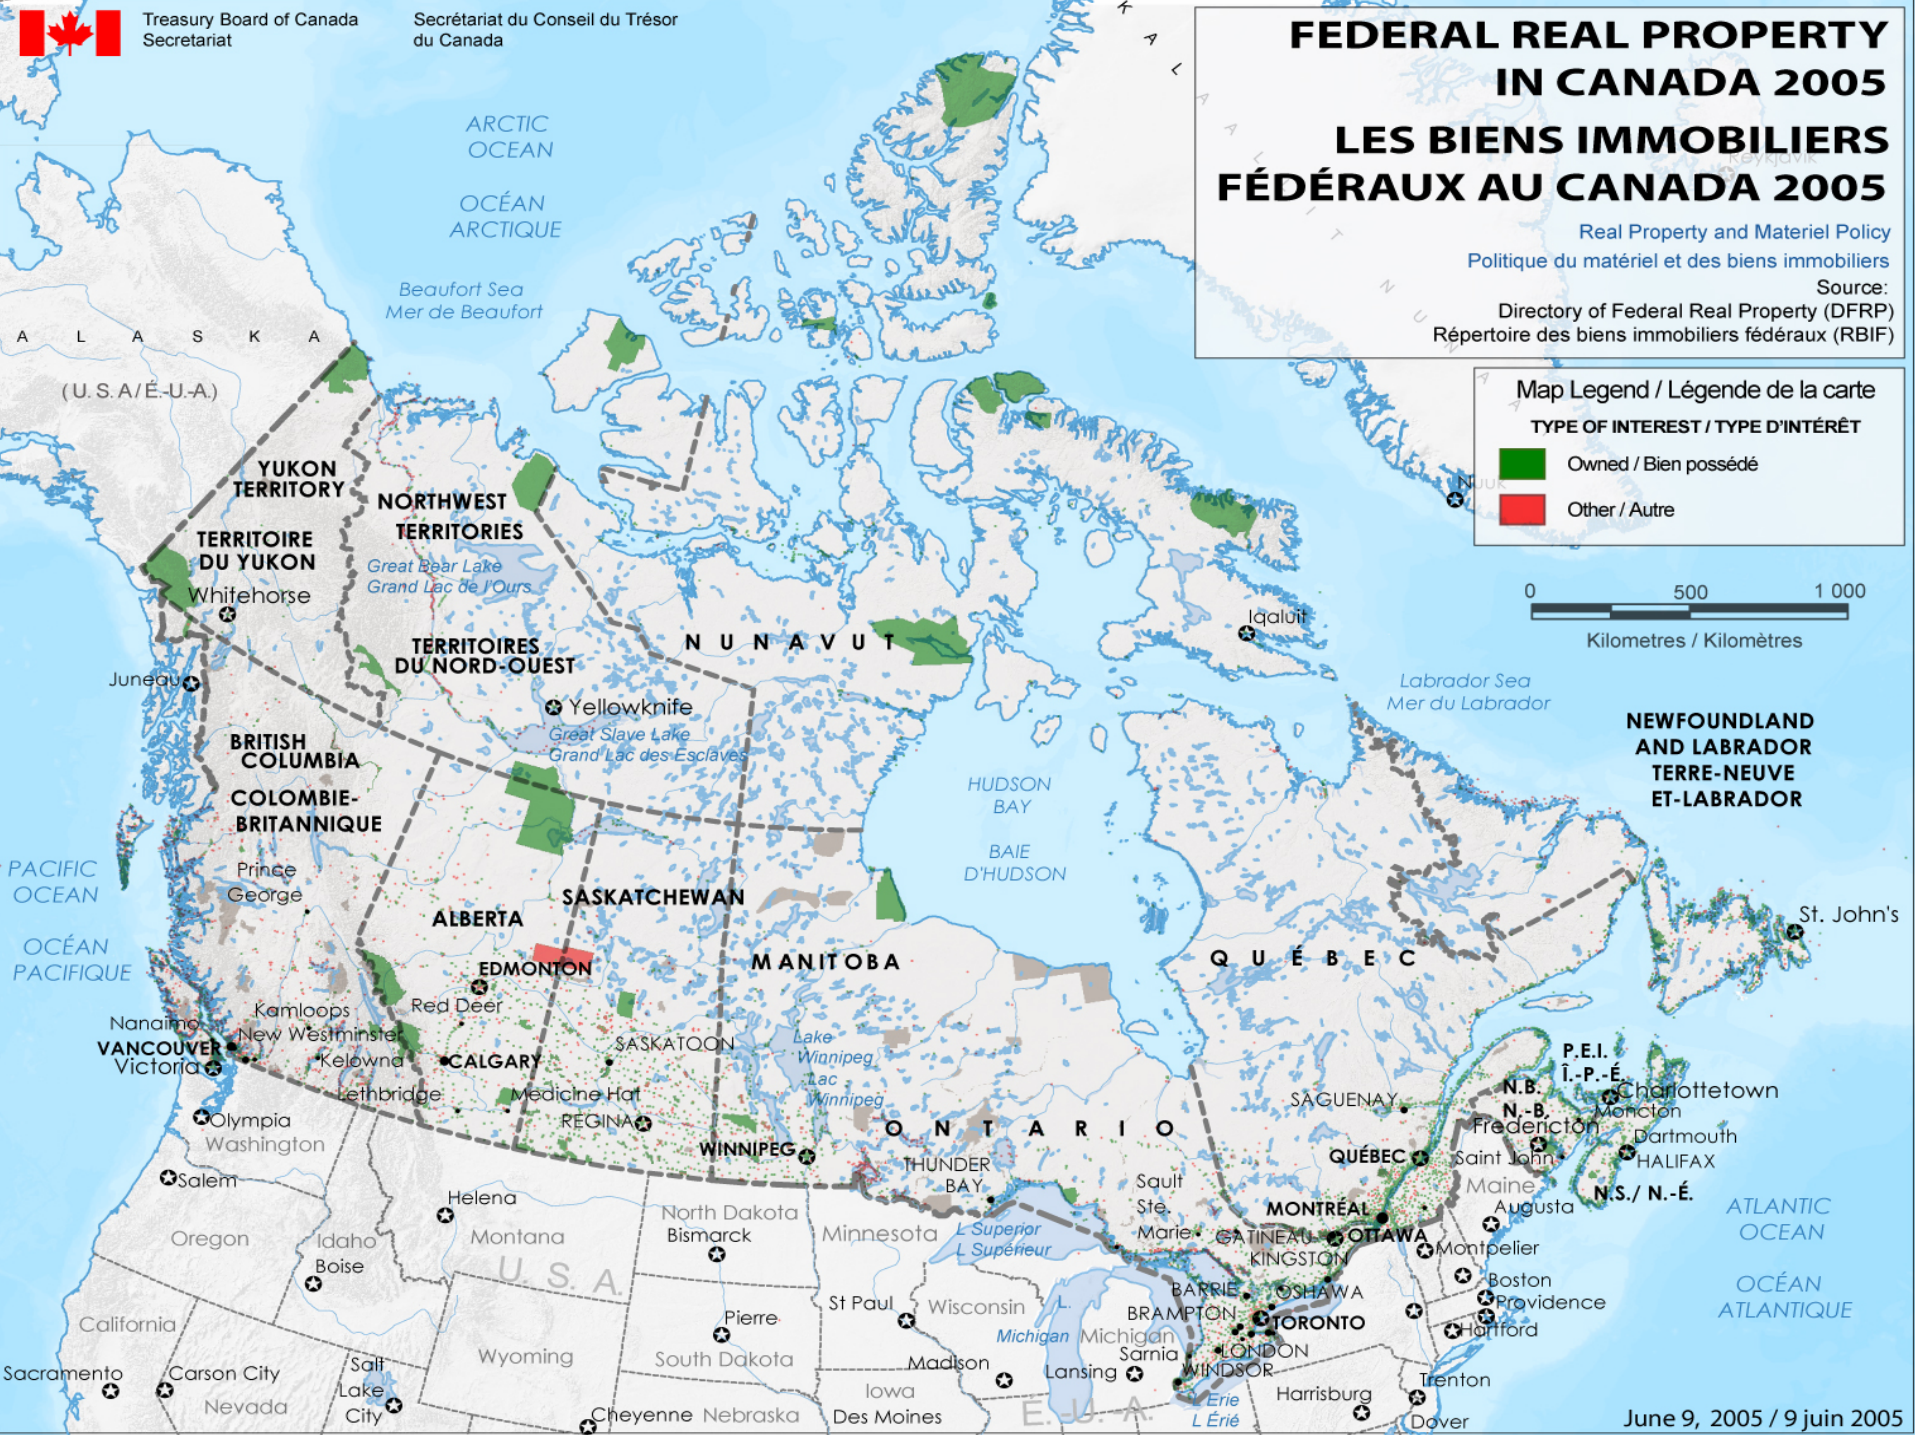 Treasury Board of Canada
Secretariat
Secrétariat du Conseil du Trésor
du Canada
FEDERAL REAL PROPERTY
IN CANADA 2005
LES BIENS IMMOBILIERS
FÉDÉRAUX AU CANADA 2005
Real Property and Materiel Policy
Politique du matériel et des biens immobiliers
Source:
Directory of Federal Real Property (DFRP)
Répertoire des biens immobiliers fédéraux (RBIF)
Map Legend / Légende de la carte
TYPE OF INTEREST / TYPE D'INTÉRÊT
Owned / Bien possédé
Other / Autre
0 500 1 000
Kilometres / Kilomètres
K A L A A L L I T N U N A A T
Reykjavik
Nuuk
ARCTIC
OCEAN
OCÉAN
ARCTIQUE
Beaufort Sea
Mer de Beaufort
A L A S K A
(U.S.A/É.-U.-A.)
YUKON
TERRITORY
TERRITOIRE
DU YUKON
Whitehorse
NORTHWEST
TERRITORIES
Great Bear Lake
Grand Lac de l'Ours
TERRITOIRES
DU NORD-OUEST
Yellowknife
Great Slave Lake
Grand Lac des Esclaves
N U N A V U T
Iqaluit
Juneau
Labrador Sea
Mer du Labrador
NEWFOUNDLAND
AND LABRADOR
TERRE-NEUVE
ET-LABRADOR
BRITISH
COLUMBIA
COLOMBIE-
BRITANNIQUE
HUDSON
BAY
BAIE
D'HUDSON
PACIFIC
OCEAN
OCÉAN
PACIFIQUE
Prince
George
ALBERTA
SASKATCHEWAN
MANITOBA
QUÉBEC
St. John's
EDMONTON
Red Deer
Kamloops
Nanaimo
New Westminster
VANCOUVER
Victoria
Kelowna
CALGARY
SASKATOON
Lethbridge
Medicine Hat
REGINA
WINNIPEG
Lake
Winnipeg
Lac
Winnipeg
ONTARIO
THUNDER
BAY
Sault
Ste.
Marie
SAGUENAY
QUÉBEC
MONTRÉAL
GATINEAU
OTTAWA
KINGSTON
BARRIE
OSHAWA
BRAMPTON
TORONTO
Sarnia
LONDON
WINDSOR
P.E.I.
Î.-P.-É.
Charlottetown
N.B.
N.-B.
Moncton
Fredericton
Saint John
Dartmouth
HALIFAX
N.S./ N.-É.
ATLANTIC
OCEAN
OCÉAN
ATLANTIQUE
Olympia
Washington
Salem
Oregon
Helena
Montana
Idaho
Boise
North Dakota
Bismarck
Minnesota
L Superior
L Supérieur
U. S. A.
Maine
Augusta
Montpelier
Boston
Providence
Hartford
California
Sacramento
Carson City
Nevada
Salt
Lake
City
Wyoming
Cheyenne
Nebraska
Pierre
South Dakota
St Paul
Wisconsin
Madison
Iowa
Des Moines
L.
Michigan
Michigan
Lansing
É.-U.-A.
Erie
L Érié
Harrisburg
Trenton
Dover
June 9, 2005 / 9 juin 2005